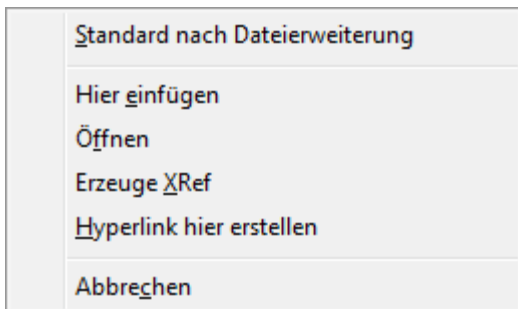 Standard nach Dateierweiterung
Hier einfügen
Öffnen
Erzeuge XRef
Hyperlink hier erstellen
Abbrechen